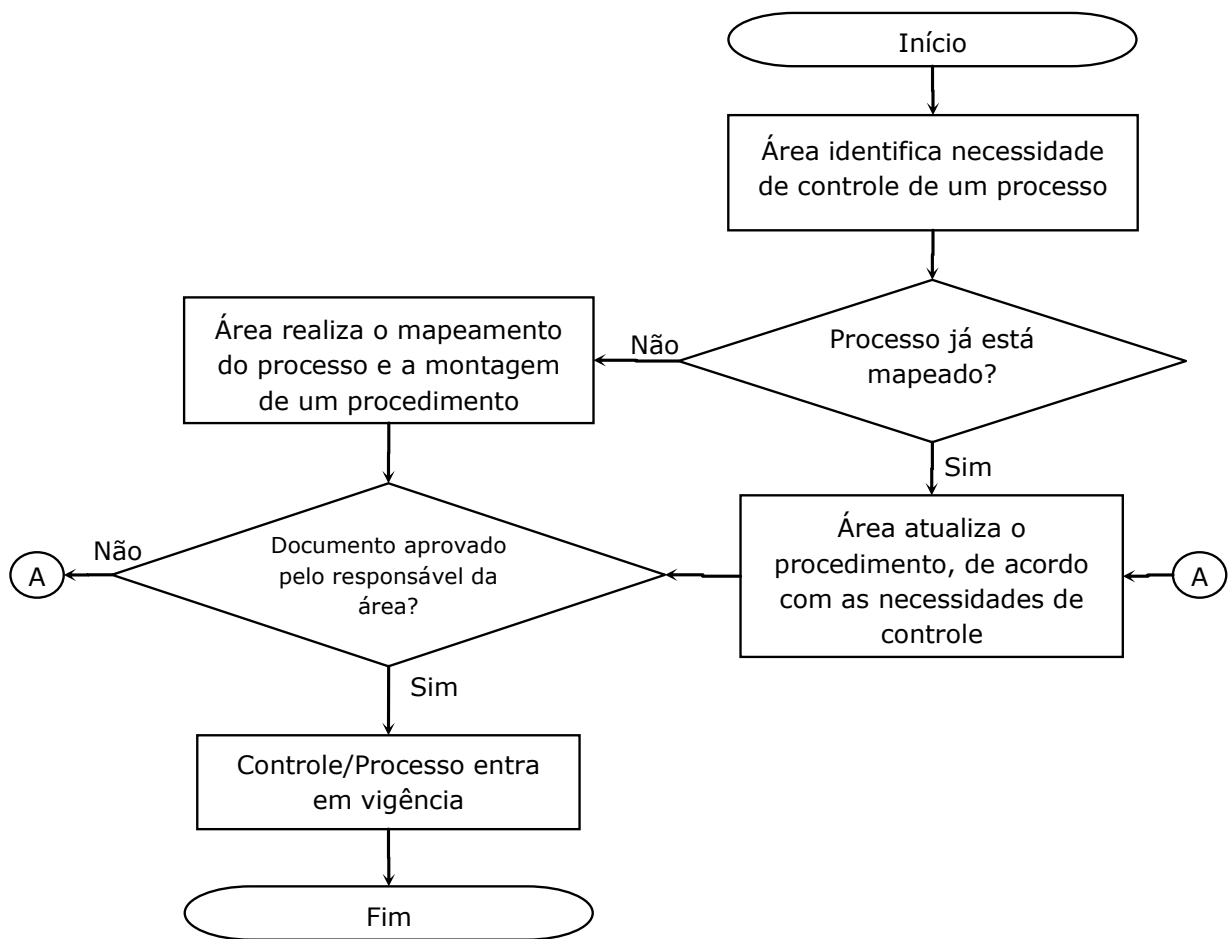 Início
Área identifica necessidade
de controle de um processo
Processo já está
mapeado?
Não
Área realiza o mapeamento
do processo e a montagem
de um procedimento
Sim
Área atualiza o
procedimento, de acordo
com as necessidades de
controle
A
Documento aprovado
pelo responsável da
área?
Não
A
Sim
Controle/Processo entra
em vigência
Fim